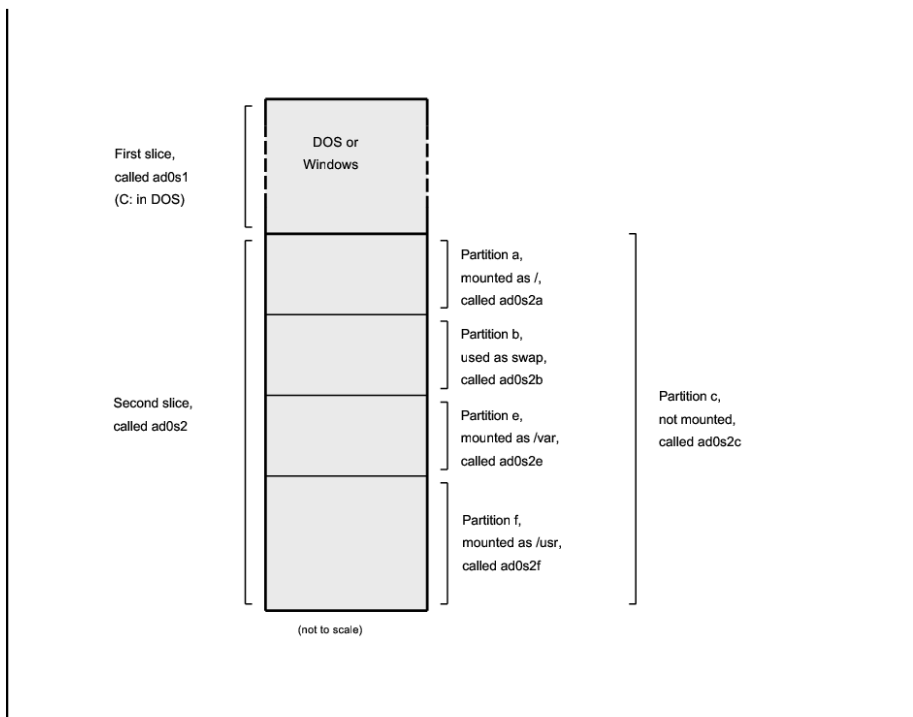 DOS or
Windows
First slice,
called ad0s1
(C: in DOS)
Partition a,
mounted as /,
called ad0s2a
Partition b,
used as swap,
called ad0s2b
Second slice,
called ad0s2
Partition c,
not mounted,
called ad0s2c
Partition e,
mounted as /var,
called ad0s2e
Partition f,
mounted as /usr,
called ad0s2f
(not to scale)